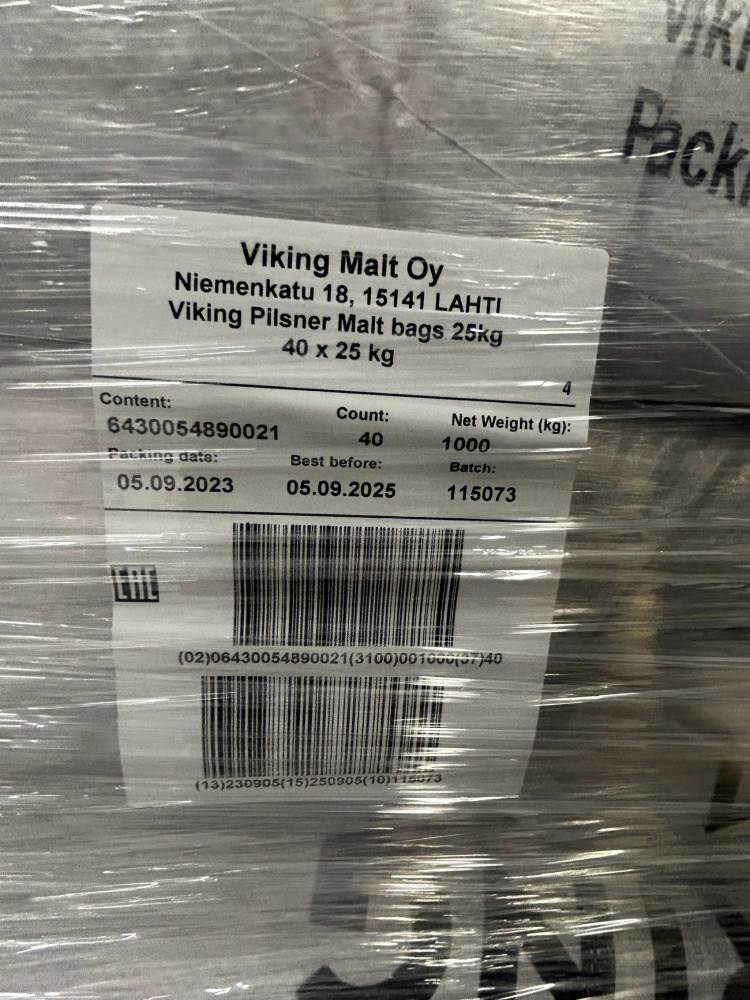 Pack
Viking Malt Oy
Niemenkatu 18, 15141 LAHTI
Viking Pilsner Malt bags 25kg
40 x 25 kg
4
Content: Count: Net Weight (kg):
6430054890021 40 1000
Packing date: Best before: Batch:
05.09.2023 05.09.2025 115073
(02)06430054890021(3100)001000(37)40
(13)230905(15)250905(10)115073